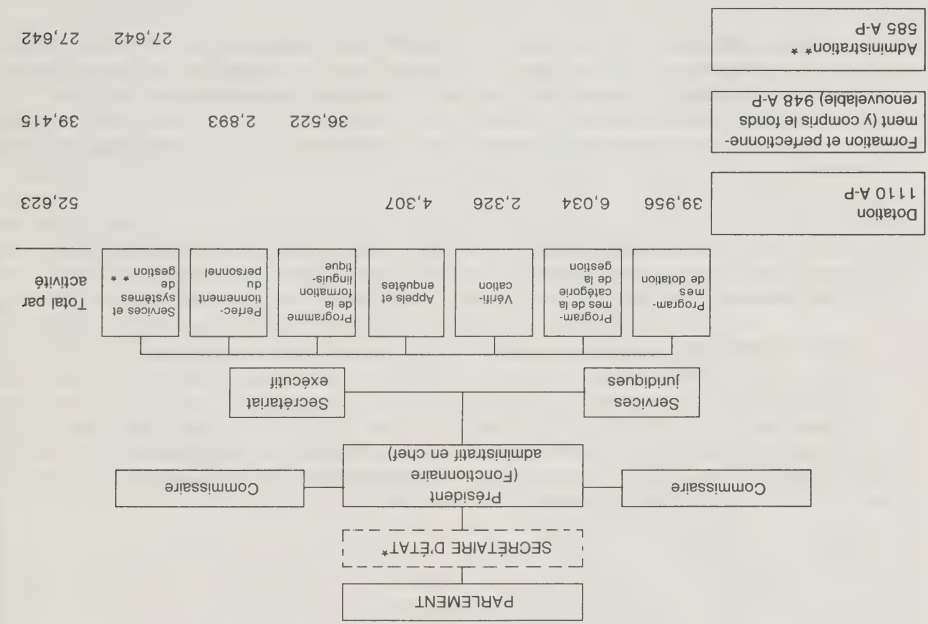 PARLEMENT
SECRÉTAIRE D'ÉTAT*
Commissaire
Président
(Fonctionnaire
administratif en chef)
Commissaire
Services
juridiques
Secrétariat
exécutif
Program-
mes
de dotation
Program-
mes de la
catégorie
de la
gestion
Vérifi-
cation
Appels et
enquêtes
Programme
de la
formation
linguis-
tique
Perfec-
tionnement
du
personnel
Services et
systèmes
de
gestion **
Total par
activité
Dotation
1110 A-P
39,956 6,034 2,326 4,307 52,623
Formation et perfectionne-
ment (y compris le fonds
renouvelable) 948 A-P
36,522 2,893 39,415
Administration* *
585 A-P
27,642 27,642